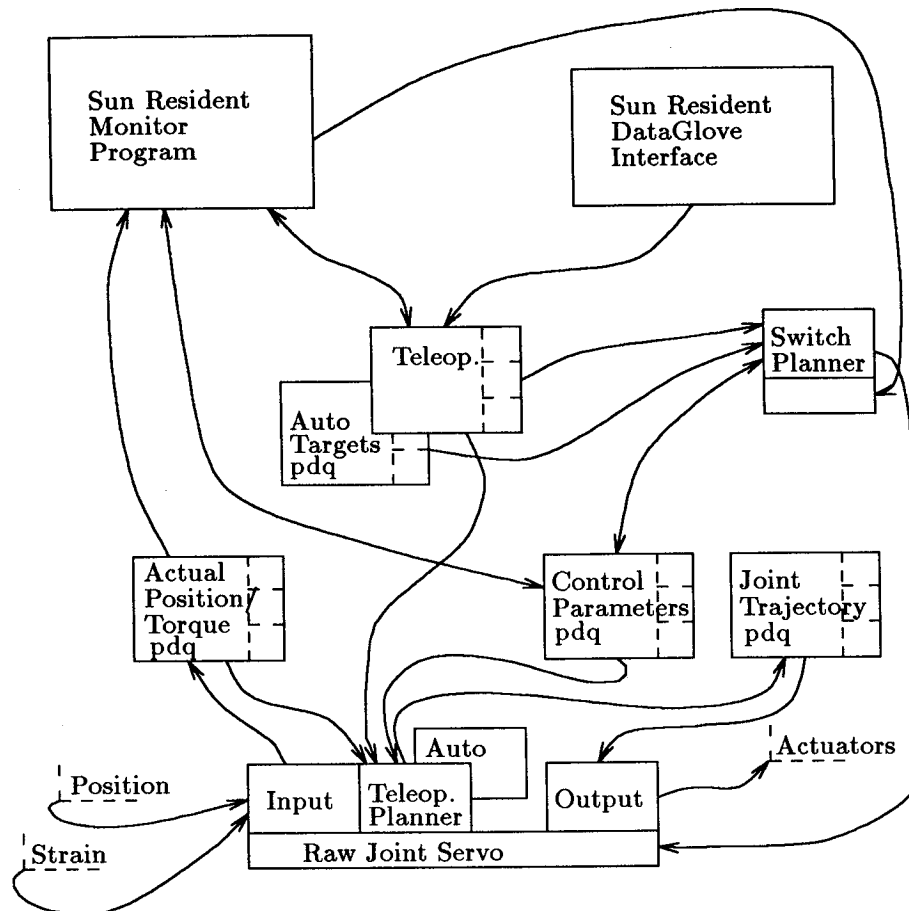 Sun Resident
Monitor
Program
Sun Resident
DataGlove
Interface
Teleop.
Switch
Planner
Auto
Targets
pdq
Actual
Position/
Torque
pdq
Control
Parameters
pdq
Joint
Trajectory
pdq
Auto
Actuators
Position
Input
Teleop.
Planner
Output
Strain
Raw Joint Servo